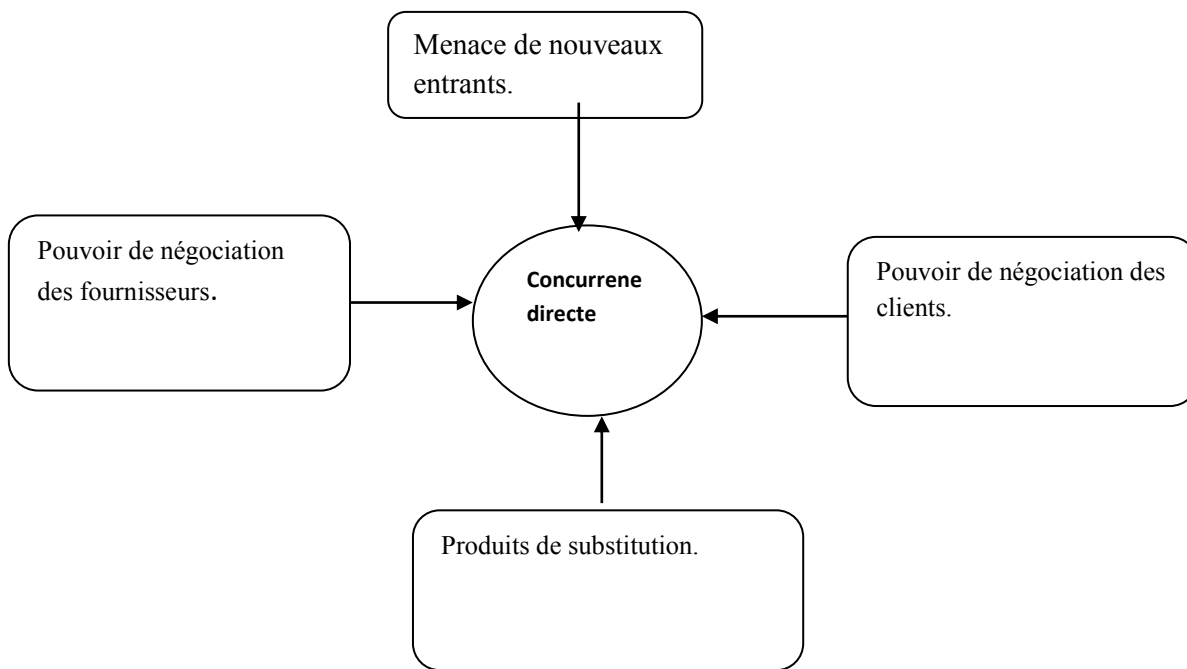 Menace de nouveaux
entrants.
Pouvoir de négociation
des fournisseurs.
Concurrene
directe
Pouvoir de négociation des
clients.
Produits de substitution.